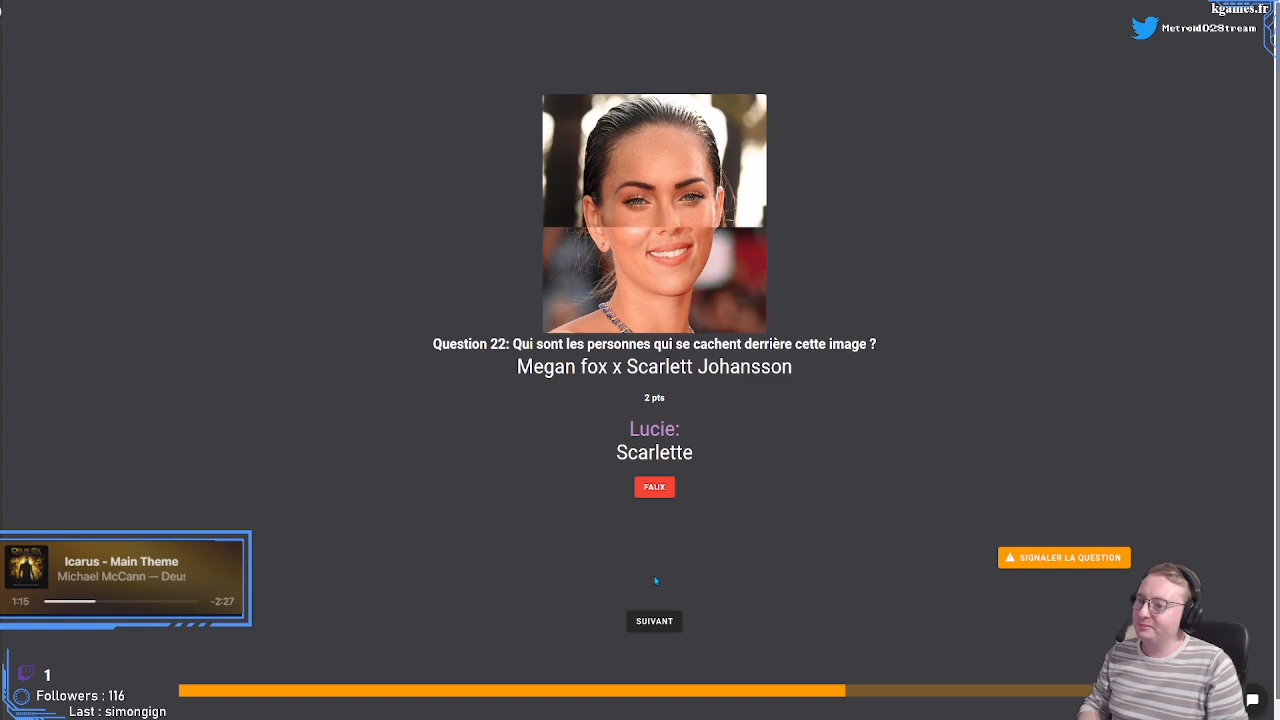 kgames.fr
MetroidD28tream
Question 22: Qui sont les personnes qui se cachent derrière cette image ?
Megan fox x Scarlett Johansson
2 pts
Lucie:
Scarlette
FAUX
SIGNALER LA QUESTION
Icarus - Main Theme
Michael McCann — Deus
1:15
-2:27
SUIVANT
1
Followers : 116
Last : simongign